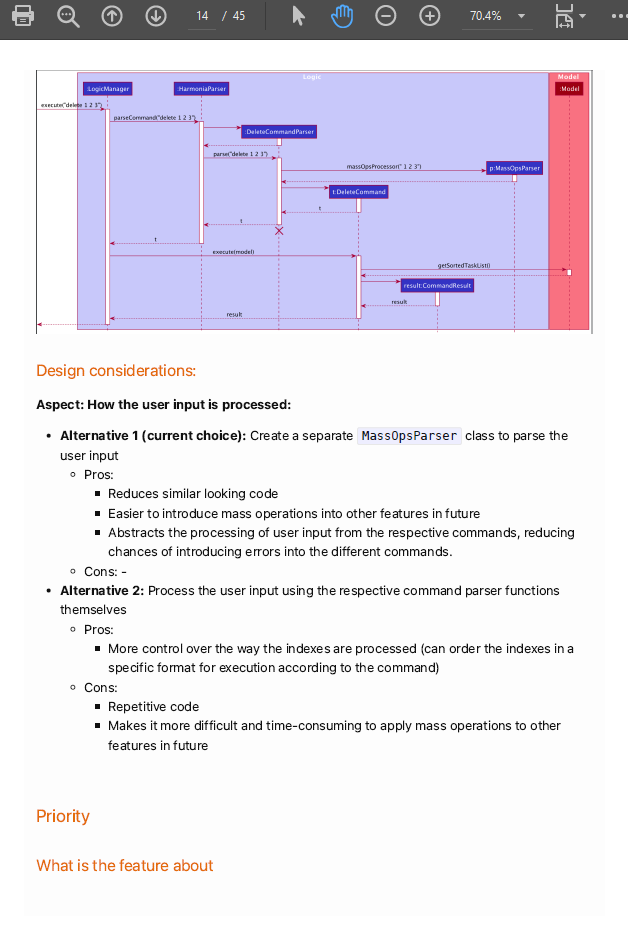 14 / 45
70.4%
Logic
Model
:LogicManager
:HarmoniaParser
:Model
execute("delete 1 2 3")
parseCommand("delete 1 2 3")
:DeleteCommandParser
parse("delete 1 2 3")
massOpsProcessor(" 1 2 3")
p:MassOpsParser
t:DeleteCommand
t
t
t
execute(model)
getSortedTaskList()
result:CommandResult
result
result
Design considerations:
Aspect: How the user input is processed:
• Alternative 1 (current choice): Create a separate MassOpsParser class to parse the
user input
◦ Pros:
▪ Reduces similar looking code
▪ Easier to introduce mass operations into other features in future
▪ Abstracts the processing of user input from the respective commands, reducing
chances of introducing errors into the different commands.
◦ Cons: -
• Alternative 2: Process the user input using the respective command parser functions
themselves
◦ Pros:
▪ More control over the way the indexes are processed (can order the indexes in a
specific format for execution according to the command)
◦ Cons:
▪ Repetitive code
▪ Makes it more difficult and time-consuming to apply mass operations to other
features in future
Priority
What is the feature about